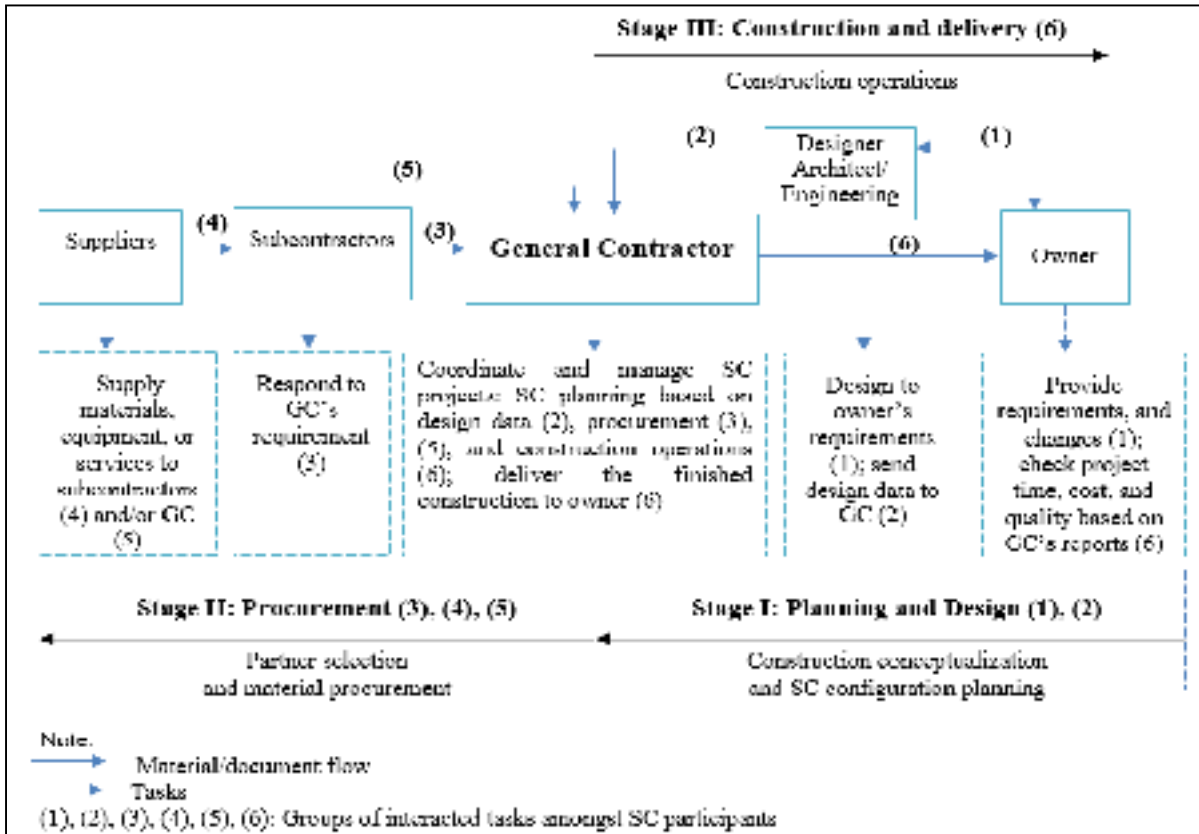 Stage III: Construction and delivery (6)
Construction operations
(2)
Designer
Architect/
Engineering
(1)
(5)
Suppliers
(4)
Subcontractors
(3)
General Contractor
(6)
Owner
Supply
materials,
equipment, or
services to
subcontractors
(4) and/or GC
(5)
Respond to
GC's
requirement
(3)
Coordinate and manage SC
projects: SC planning based on
design data (2), procurement (3),
(5), and construction operations
(6); deliver the finished
construction to owner (6)
Design to
owner's
requirements
(1); send
design data to
GC (2)
Provide
requirements, and
changes (1);
check project
time, cost, and
quality based on
GC's reports (6)
Stage II: Procurement (3), (4), (5)
Partner selection
and material procurement
Stage I: Planning and Design (1), (2)
Construction conceptualization
and SC configuration planning
Note:
Material/document flow
Tasks
(1), (2), (3), (4), (5), (6): Groups of interacted tasks amongst SC participants